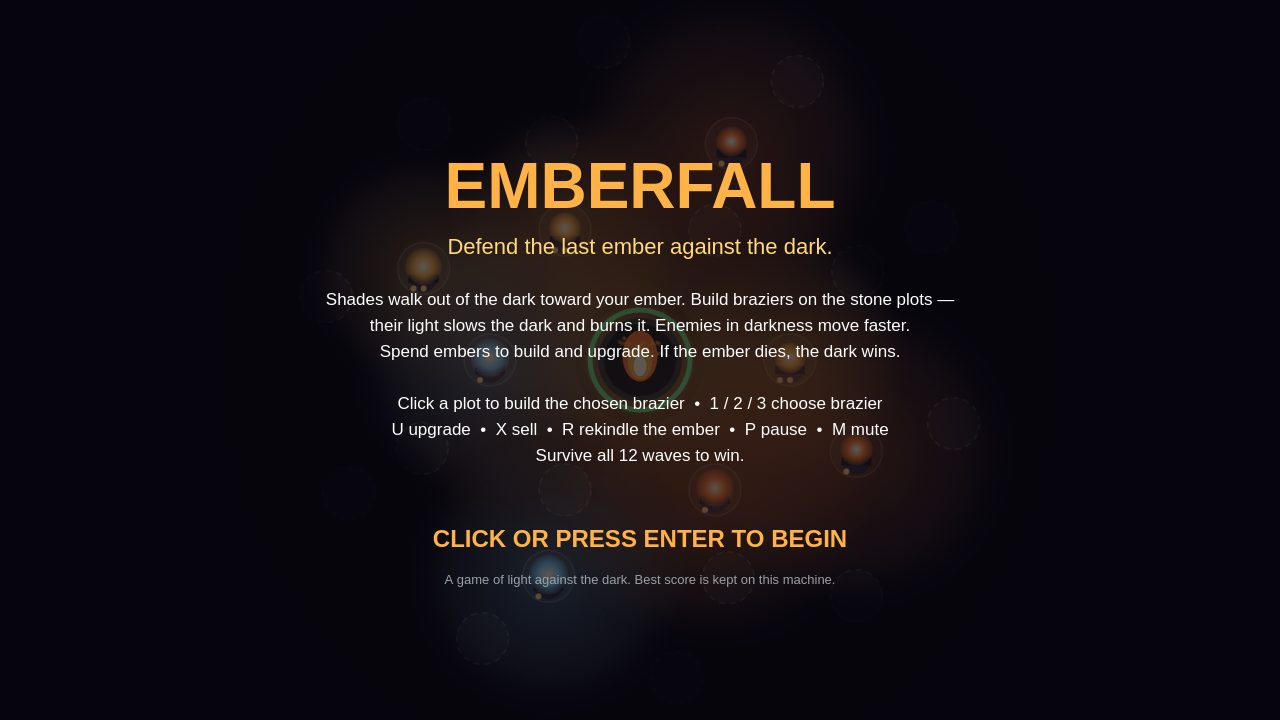 EMBERFALL
Defend the last ember against the dark.
Shades walk out of the dark toward your ember. Build braziers on the stone plots —
their light slows the dark and burns it. Enemies in darkness move faster.
Spend embers to build and upgrade. If the ember dies, the dark wins.
Click a plot to build the chosen brazier • 1 / 2 / 3 choose brazier
U upgrade • X sell • R rekindle the ember • P pause • M mute
Survive all 12 waves to win.
CLICK OR PRESS ENTER TO BEGIN
A game of light against the dark. Best score is kept on this machine.